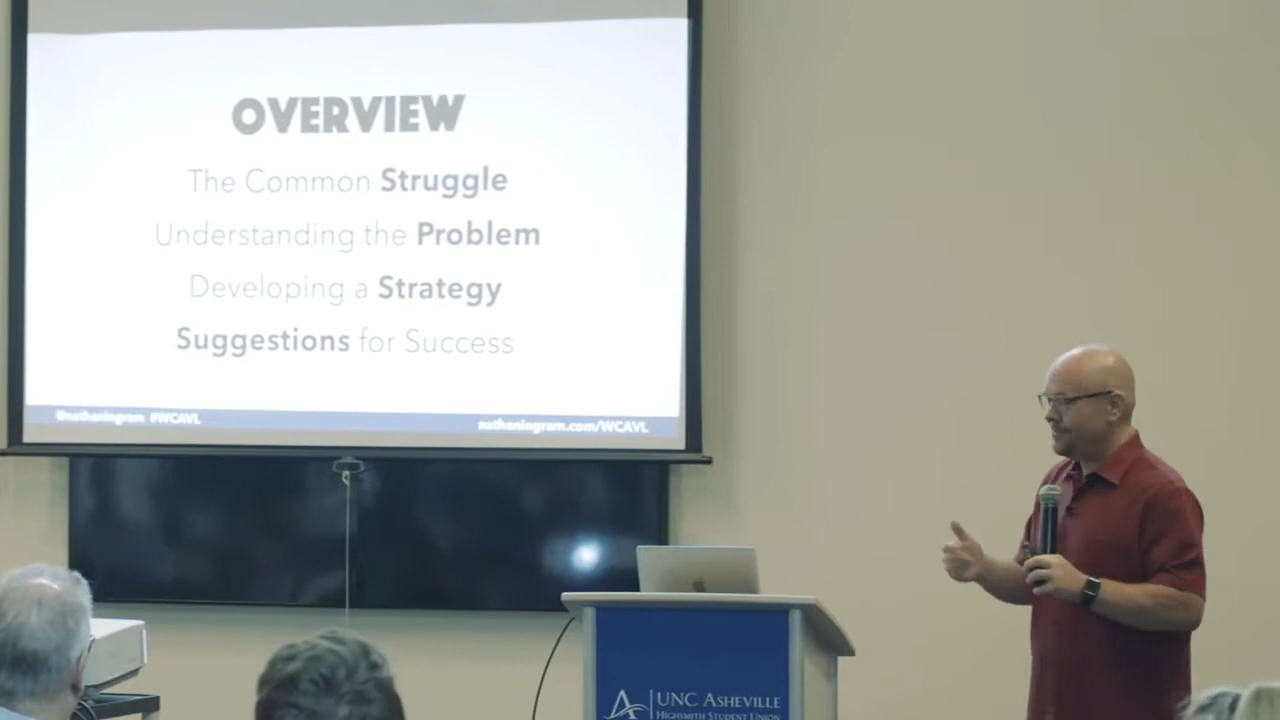 OVERVIEW
The Common Struggle
Understanding the Problem
Developing a Strategy
Suggestions for Success
@nathaningram #WCAVL
nathaningram.com/WCAVL
UNC ASHEVILLE
HIGHSMITH STUDENT UNION